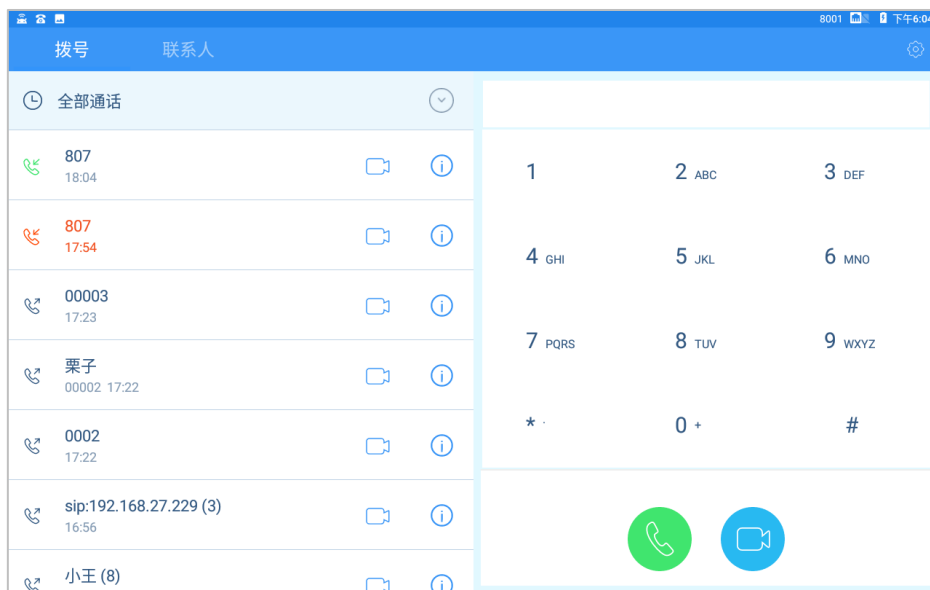 8001 下午6:04
拨号 联系人
全部通话
807
18:04
807
17:54
00003
17:23
栗子
00002 17:22
0002
17:22
sip:192.168.27.229 (3)
16:56
小王 (8)
1 2 ABC 3 DEF
4 GHI 5 JKL 6 MNO
7 PQRS 8 TUV 9 WXYZ
* . 0 + #